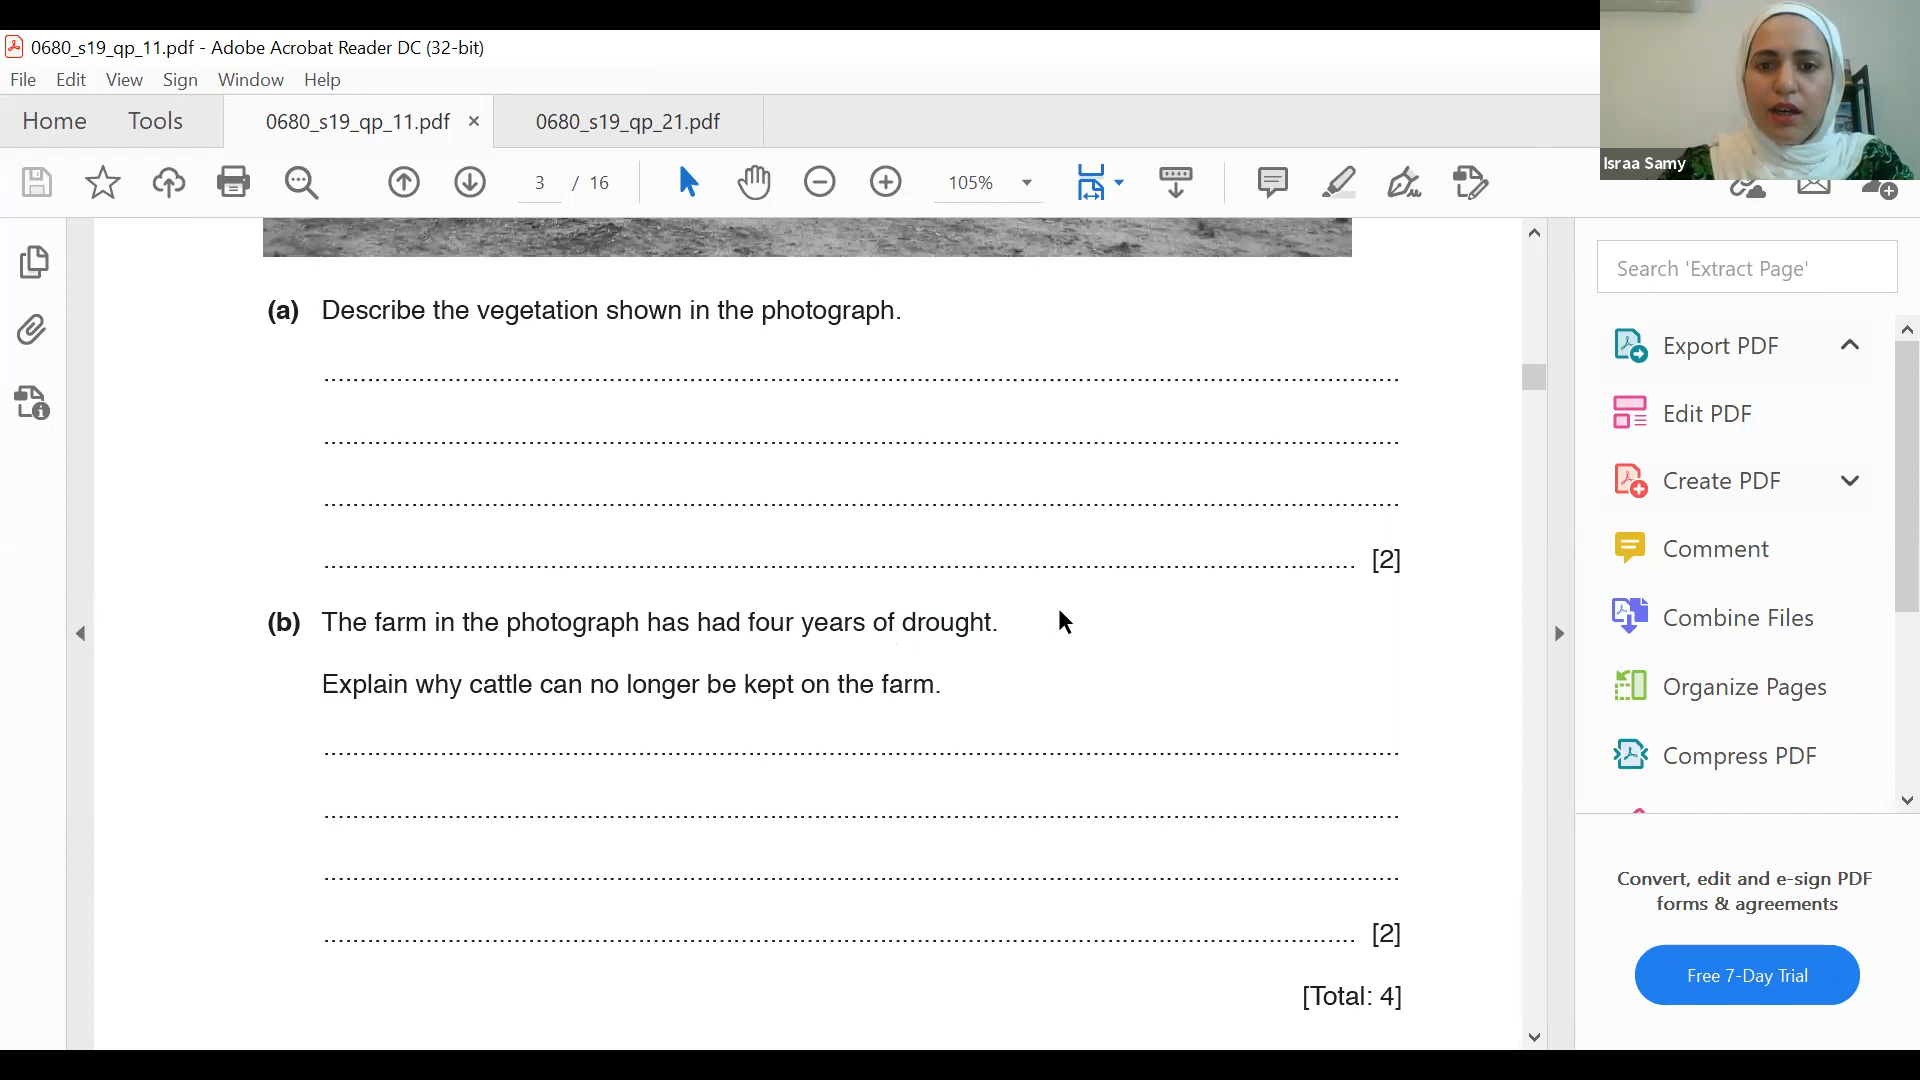 0680_s19_qp_11.pdf - Adobe Acrobat Reader DC (32-bit)
File Edit View Sign Window Help
Home Tools 0680_s19_qp_11.pdf × 0680_s19_qp_21.pdf
3 / 16 105%
Israa Samy
(a) Describe the vegetation shown in the photograph.
[2]
(b) The farm in the photograph has had four years of drought.
Explain why cattle can no longer be kept on the farm.
[2]
[Total: 4]
Search 'Extract Page'
Export PDF
Edit PDF
Create PDF
Comment
Combine Files
Organize Pages
Compress PDF
Convert, edit and e-sign PDF
forms & agreements
Free 7-Day Trial